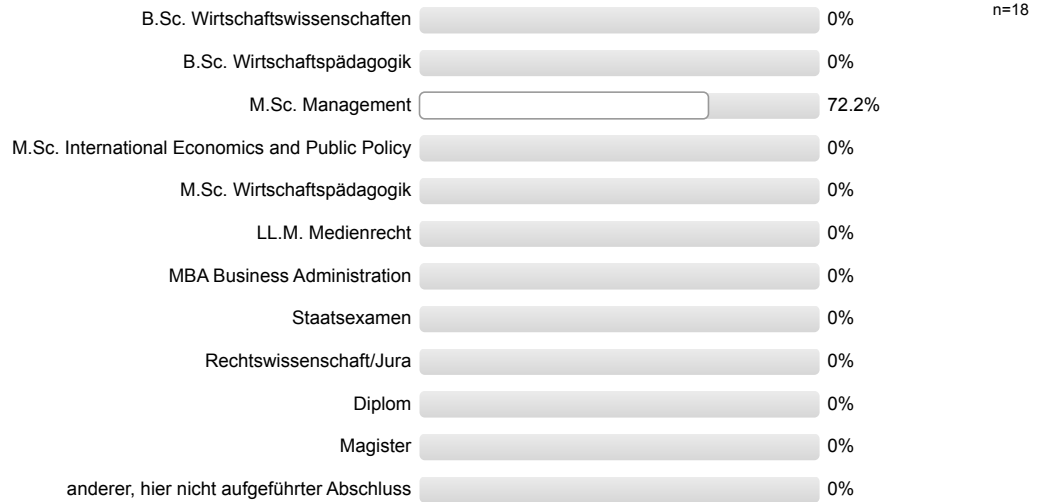 n=18
B.Sc. Wirtschaftswissenschaften 0%
B.Sc. Wirtschaftspädagogik 0%
M.Sc. Management 72.2%
M.Sc. International Economics and Public Policy 0%
M.Sc. Wirtschaftspädagogik 0%
LL.M. Medienrecht 0%
MBA Business Administration 0%
Staatsexamen 0%
Rechtswissenschaft/Jura 0%
Diplom 0%
Magister 0%
anderer, hier nicht aufgeführter Abschluss 0%